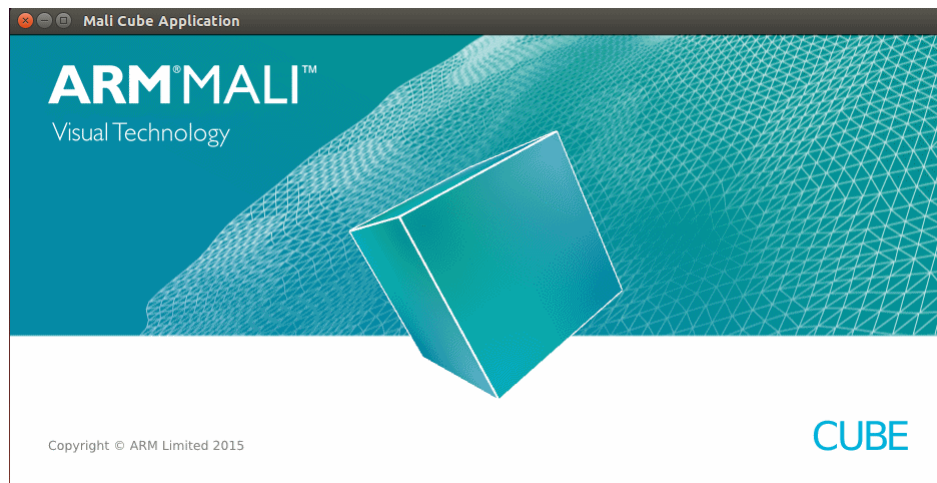 Mali Cube Application
ARM®MALI™
Visual Technology
Copyright © ARM Limited 2015
CUBE